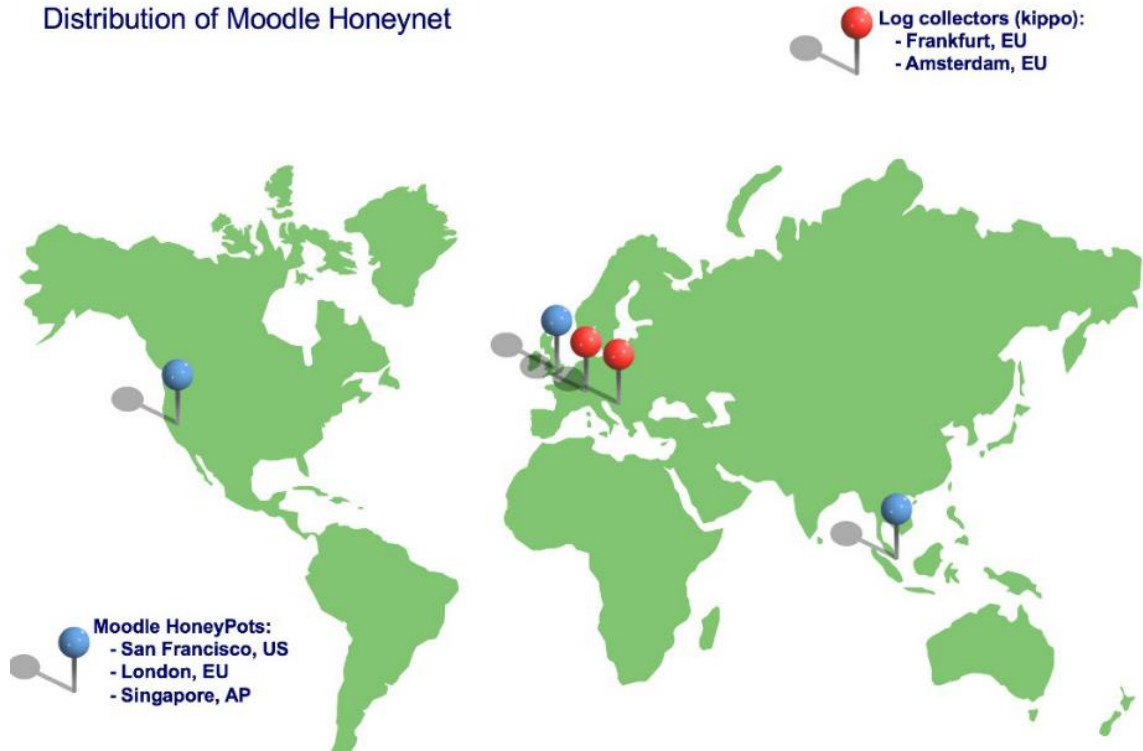 Distribution of Moodle Honeynet
Log collectors (kippo):
- Frankfurt, EU
- Amsterdam, EU
Moodle HoneyPots:
- San Francisco, US
- London, EU
- Singapore, AP